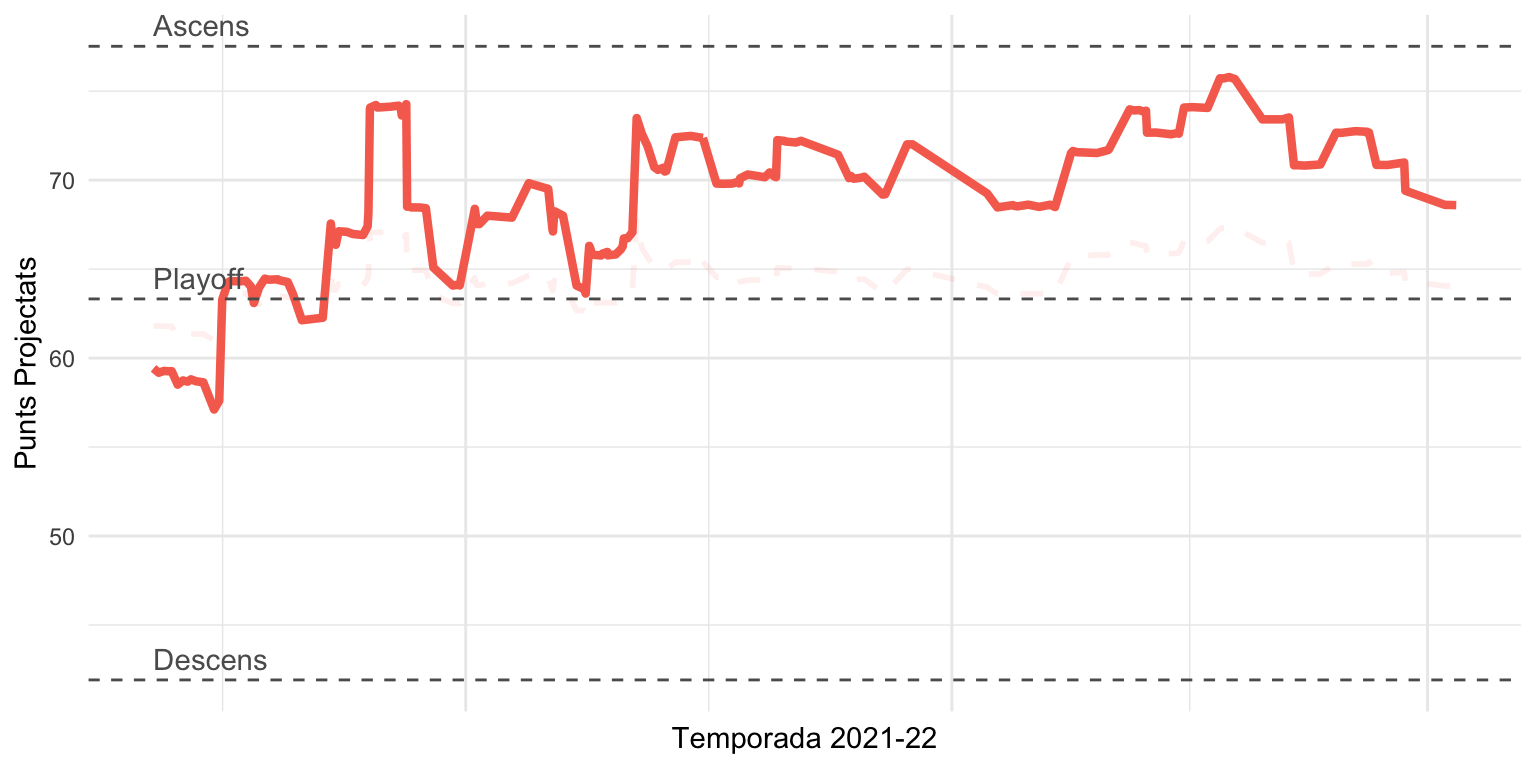 Ascens
70
Playoff
60
50
Descens
Punts Projectats
Temporada 2021-22